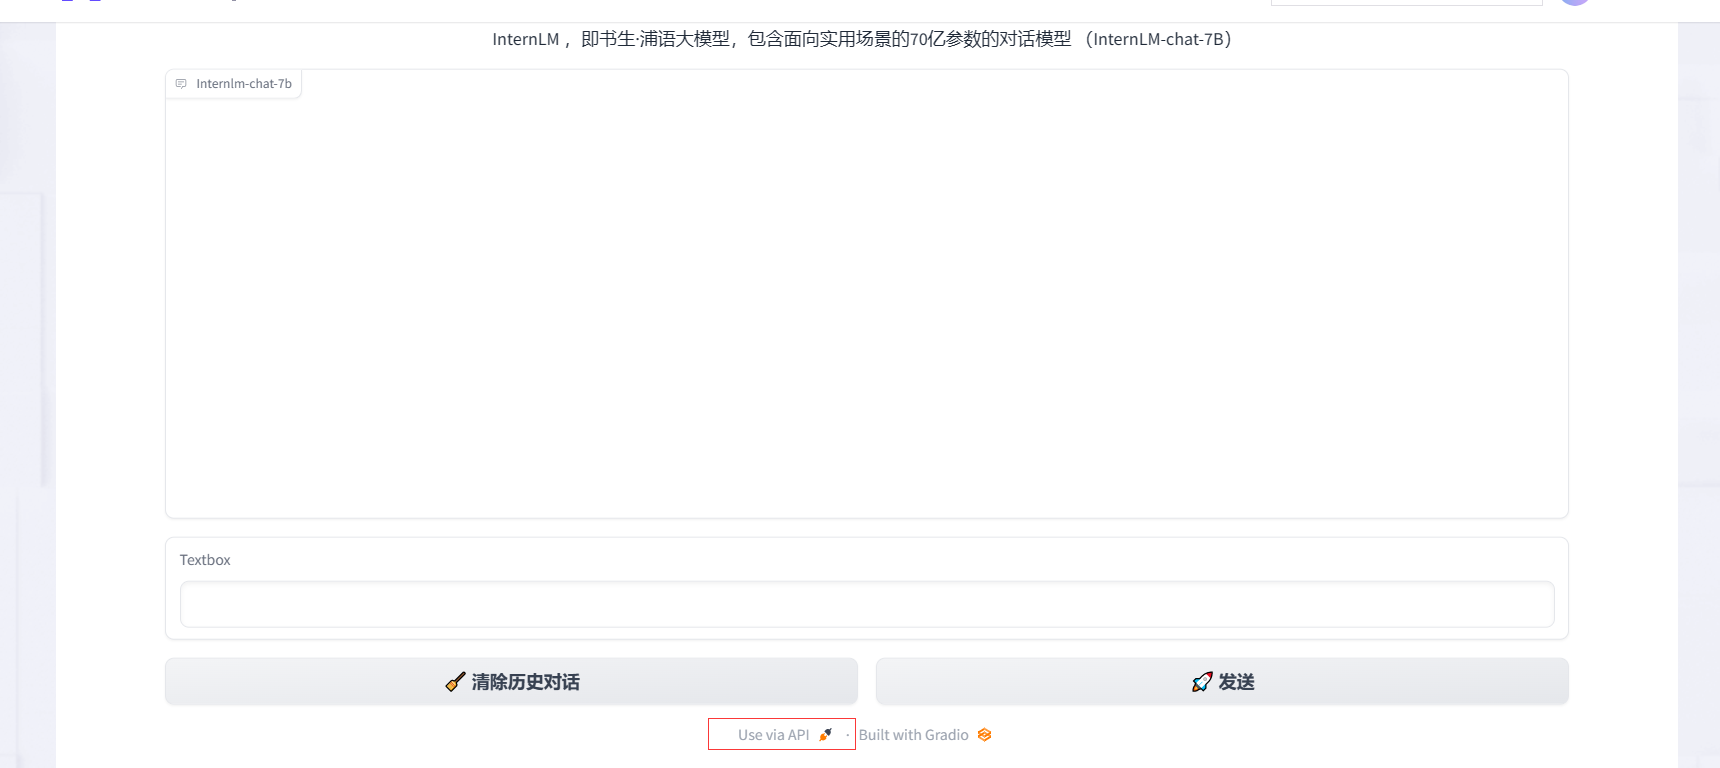 InternLM ，即书生·浦语大模型，包含面向实用场景的70亿参数的对话模型 （InternLM-chat-7B）
Internlm-chat-7b
Textbox
清除历史对话
发送
Use via API · Built with Gradio